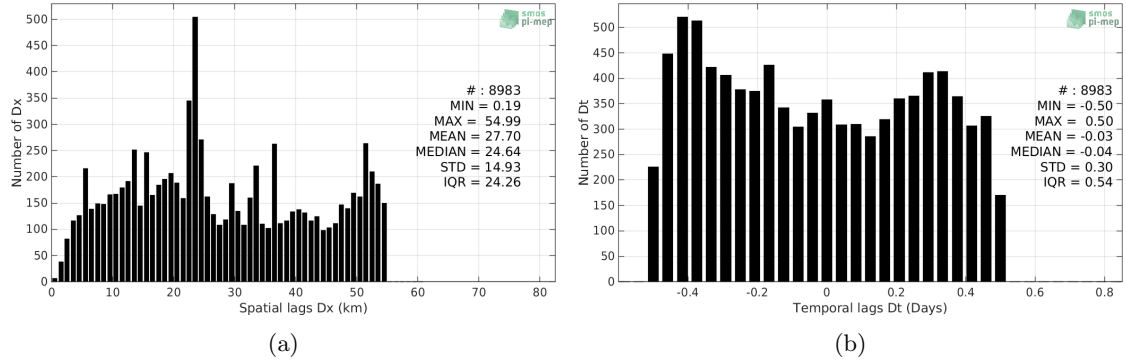 smos
pi-mep
Number of Dx
500
450
400
350
300
250
200
150
100
50
0
# : 8983
MIN = 0.19
MAX = 54.99
MEAN = 27.70
MEDIAN = 24.64
STD = 14.93
IQR = 24.26
0 10 20 30 40 50 60 70 80
Spatial lags Dx (km)
(a)
smos
pi-mep
Number of Dt
500
450
400
350
300
250
200
150
100
50
0
# : 8983
MIN = -0.50
MAX = 0.50
MEAN = -0.03
MEDIAN = -0.04
STD = 0.30
IQR = 0.54
-0.4 -0.2 0 0.2 0.4 0.6 0.8
Temporal lags Dt (Days)
(b)